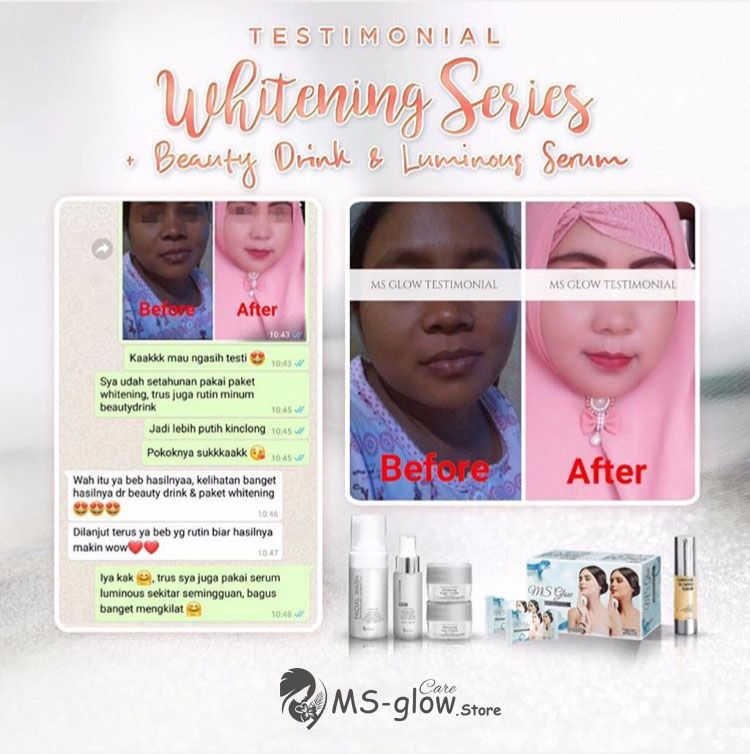 TESTIMONIAL
Whitening Series
+ Beauty Drink & Luminous Serum
Before After
10:43
Kaakkk mau ngasih testi 😍 10:43
Sya udah setahunan pakai paket
whitening, trus juga rutin minum
beautydrink 10:45
Jadi lebih putih kinclong 10:45
Pokoknya sukkkaakk 😘 10:45
Wah itu ya beb hasilnyaa, kelihatan banget
hasilnya dr beauty drink & paket whitening
😍😍😍 10:46
Dilanjut terus ya beb yg rutin biar hasilnya
makin wow❤❤ 10:47
Iya kak 🤗, trus sya juga pakai serum
luminous sekitar semingguan, bagus
banget mengkilat 🤗 10:48
MS GLOW TESTIMONIAL MS GLOW TESTIMONIAL
Before After
FACIAL WASH
MS Glow
MS-glow Care .Store